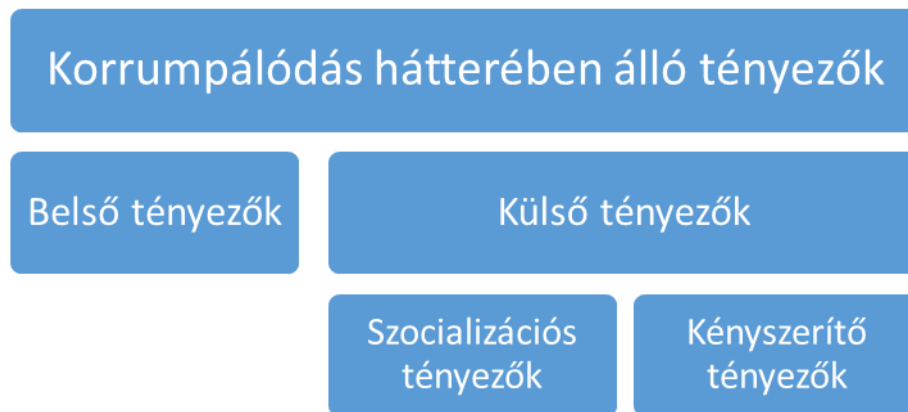 Korrumpálódás hátterében álló tényezők
Belső tényezők
Külső tényezők
Szocializációs
tényezők
Kényszerítő
tényezők